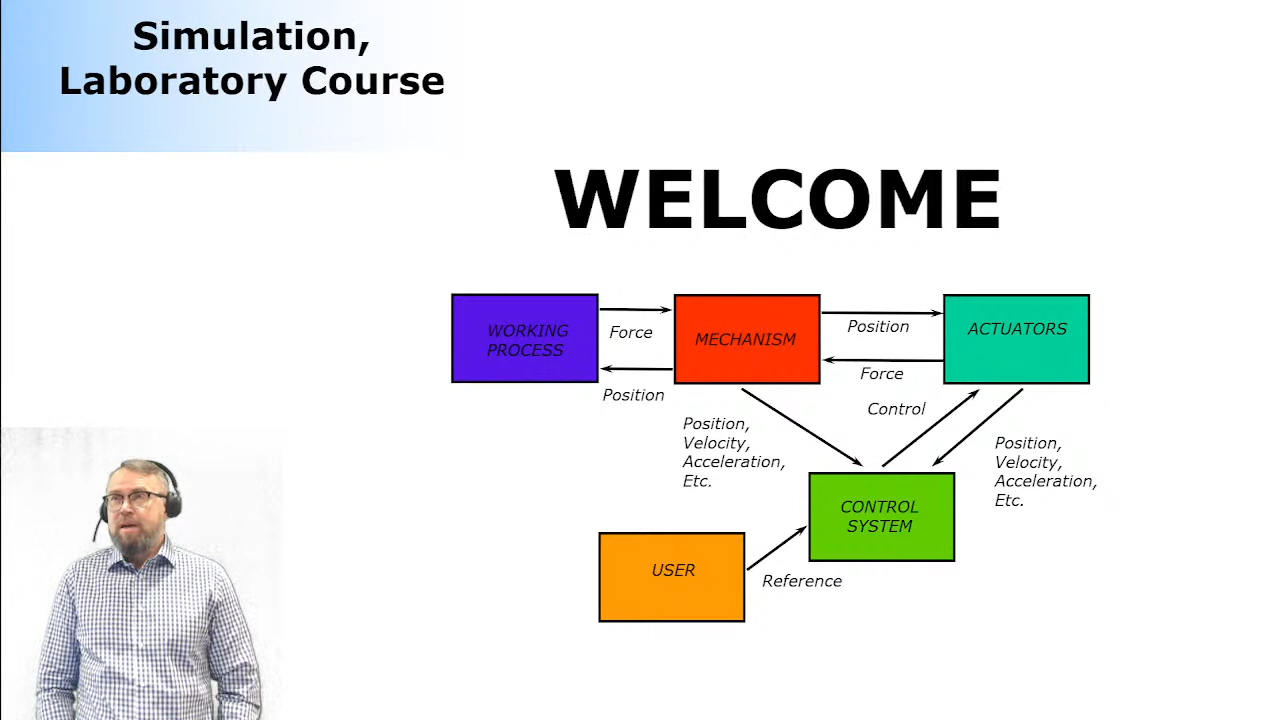 Simulation,
Laboratory Course
WELCOME
WORKING
PROCESS
Force
Position
MECHANISM
Position
Force
ACTUATORS
Position,
Velocity,
Acceleration,
Etc.
Control
Position,
Velocity,
Acceleration,
Etc.
CONTROL
SYSTEM
USER
Reference